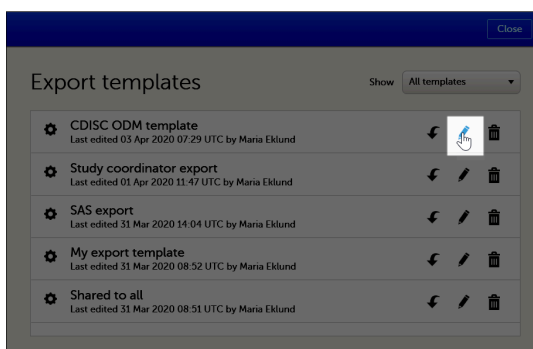 Close
Export templates
Show All templates
CDISC ODM template
Last edited 03 Apr 2020 07:29 UTC by Maria Eklund
Study coordinator export
Last edited 01 Apr 2020 11:47 UTC by Maria Eklund
SAS export
Last edited 31 Mar 2020 14:04 UTC by Maria Eklund
My export template
Last edited 31 Mar 2020 08:52 UTC by Maria Eklund
Shared to all
Last edited 31 Mar 2020 08:51 UTC by Maria Eklund